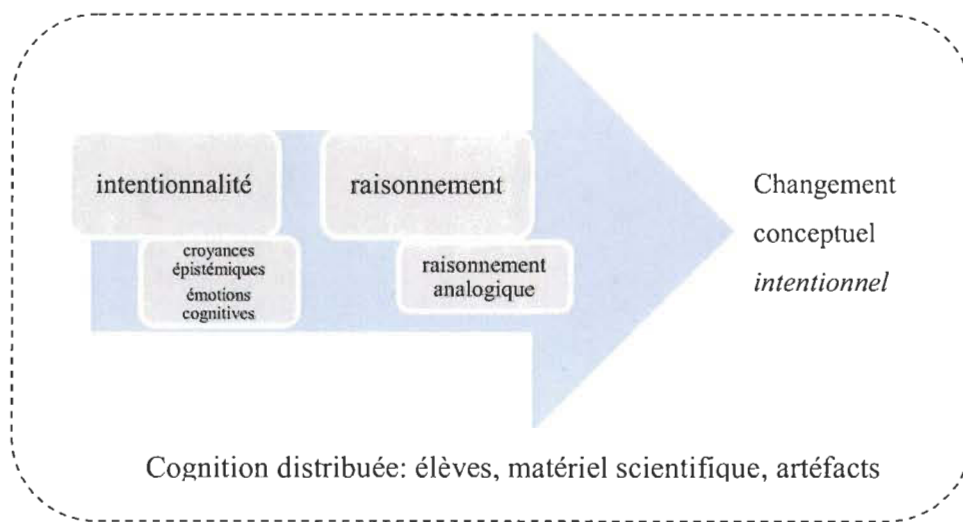 intentionnalité
croyances
épistémiques
émotions
cognitives
raisonnement
raisonnement
analogique
Changement
conceptuel
intentionnel
Cognition distribuée: élèves, matériel scientifique, artéfacts